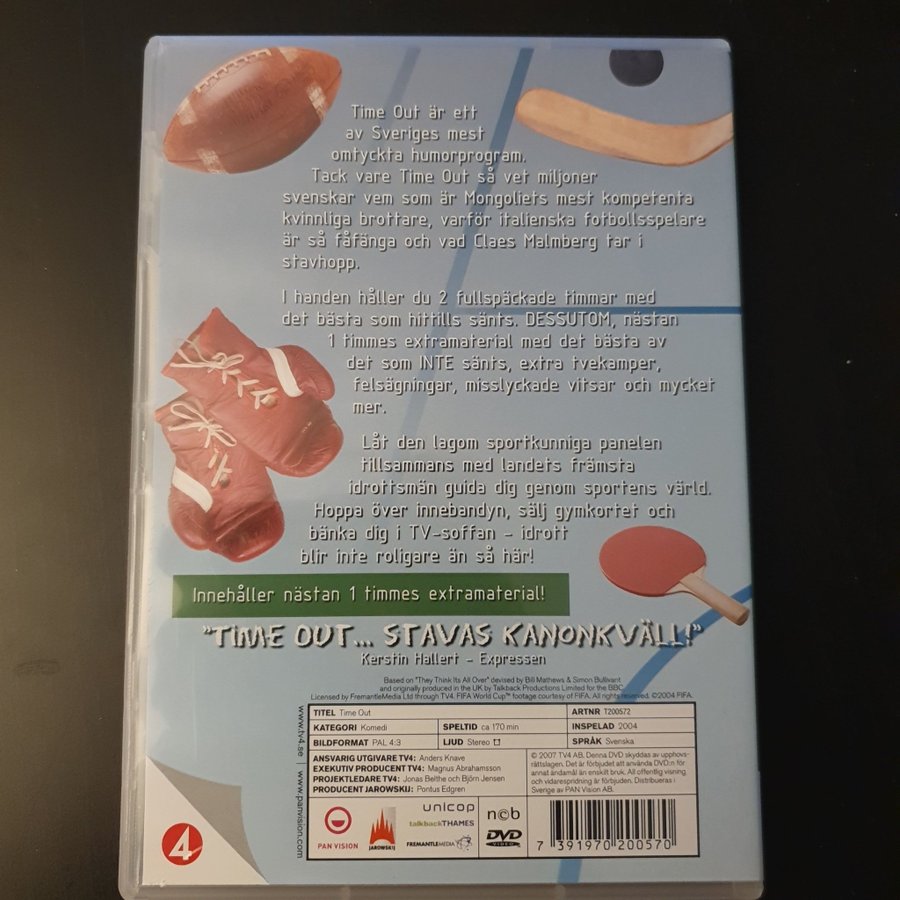 Time Out är ett
av Sveriges mest
omtyckta humorprogram.
Tack vare Time Out så vet miljoner
svenskar vem som är Mongoliets mest kompetenta
kvinnliga brottare, varför italienska fotbollsspelare
är så fåfänga och vad Claes Malmberg tar i
stavhopp.
I handen håller du 2 fullspäckade timmar med
det bästa som hittills sänts. DESSUTOM, nästan
1 timmes extramaterial med det bästa av
det som INTE sänts, extra tvekamper,
felsägningar, misslyckade vitsar och mycket
mer.
Låt den lagom sportkunniga panelen
tillsammans med landets främsta
idrottsmän guida dig genom sportens värld.
Hoppa över innebandyn, sälj gymkortet och
bänka dig i TV-soffan - idrott
blir inte roligare än så här!
Innehåller nästan 1 timmes extramaterial!
"TIME OUT... STAVAS KANONKVÄLL!"
Kerstin Hallert - Expressen
Based on "They Think Its All Over" devised by Bill Mathews & Simon Bullivant
and originally produced in the UK by Talkback Productions Limited for the BBC.
Licensed by FremantleMedia Ltd through TV4. FIFA World Cup™ footage courtesy of FIFA. All rights reserved. ©2004 FIFA.
TITEL Time Out
ARTNR T200572
KATEGORI Komedi
SPELTID ca 170 min
INSPELAD 2004
BILDFORMAT PAL 4:3
LJUD Stereo
SPRÅK Svenska
ANSVARIG UTGIVARE TV4: Anders Knave
EXEKUTIV PRODUCENT TV4: Magnus Abrahamsson
PROJEKTLEDARE TV4: Jonas Belthe och Björn Jensen
PRODUCENT JAROWSKIJ: Pontus Edgren
© 2007 TV4 AB. Denna DVD skyddas av upphovs-
rättslagen. Det är förbjudet att använda DVD:n för
annat ändamål än enskilt bruk. All offentlig visning
och vidarespridning är förbjuden. Distribueras i
Sverige av PAN Vision AB.
www.tv4.se | www.panvision.com
4
PAN VISION
JAROWSKIJ
unicop
talkbackTHAMES
FREMANTLEMEDIA
ncb
DVD
VIDEO
7 391970 200570